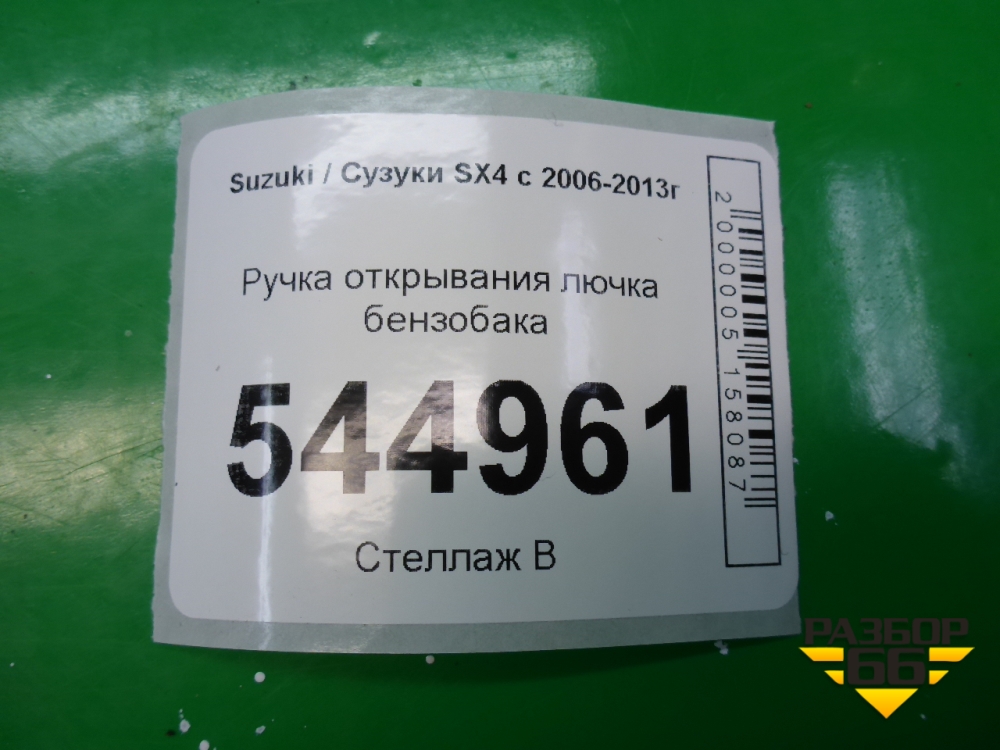 Suzuki / Сузуки SX4 с 2006-2013г
Ручка открывания лючка
бензобака
544961
Стеллаж В
2000005158087
РАЗБОР
66